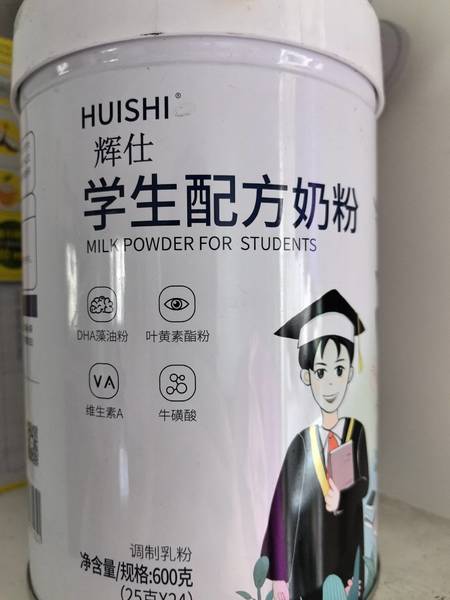 HUISHI®
辉仕
学生配方奶粉
MILK POWDER FOR STUDENTS
DHA藻油粉
叶黄素酯粉
VA
维生素A
牛磺酸
调制乳粉
净含量/规格:600克
(25克X24)